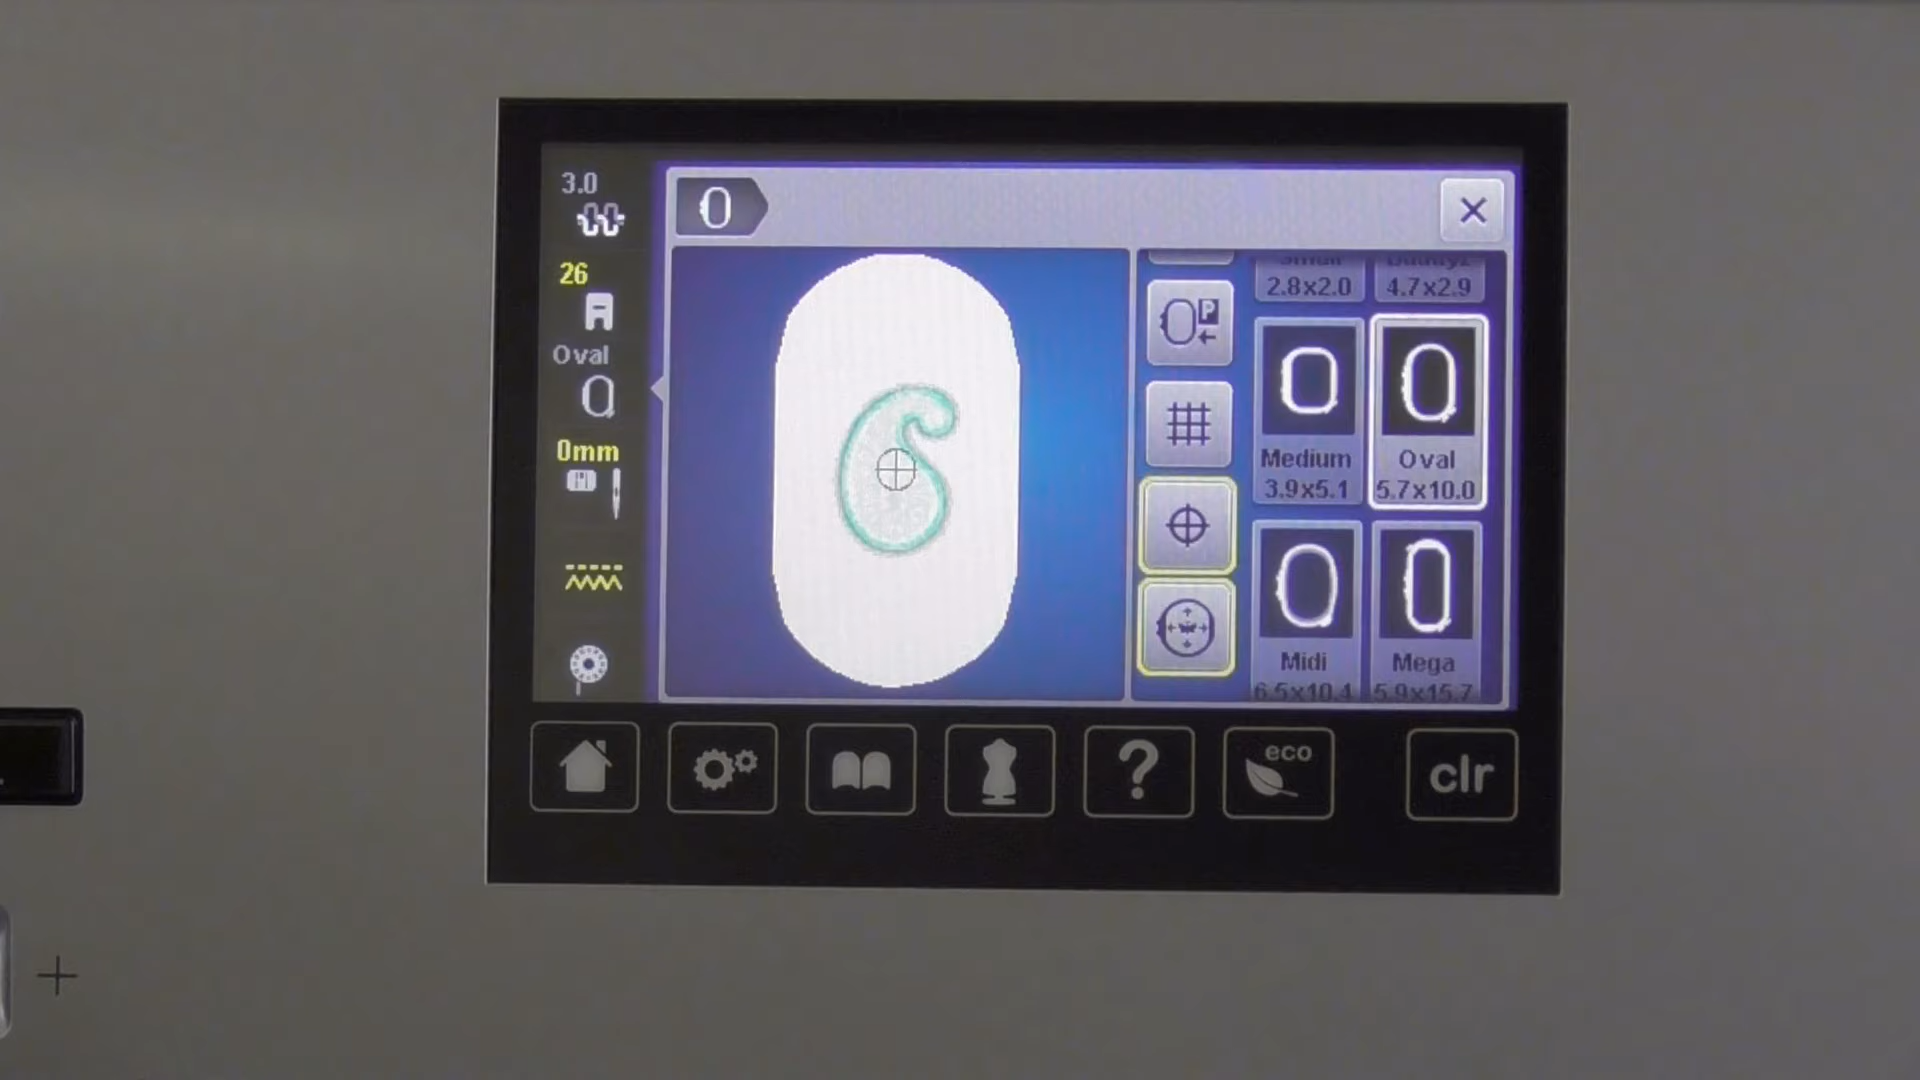 3.0
26
Oval
0mm
P
Small
2.8x2.0
4.7x2.9
Medium
3.9x5.1
Oval
5.7x10.0
Midi
6.5x10.4
Mega
5.9x15.7
?
eco
clr